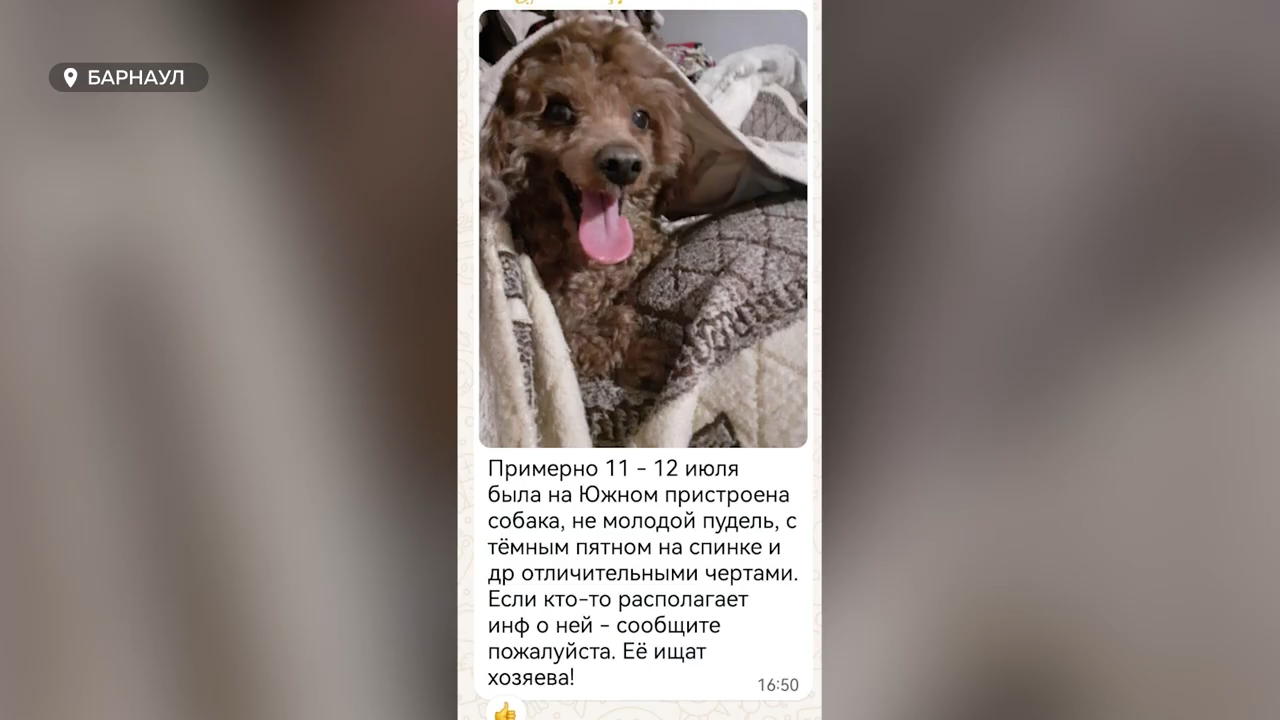 БАРНАУЛ
Примерно 11 - 12 июля
была на Южном пристроена
собака, не молодой пудель, с
тёмным пятном на спинке и
др отличительными чертами.
Если кто-то располагает
инф о ней - сообщите
пожалуйста. Её ищат
хозяева!
16:50